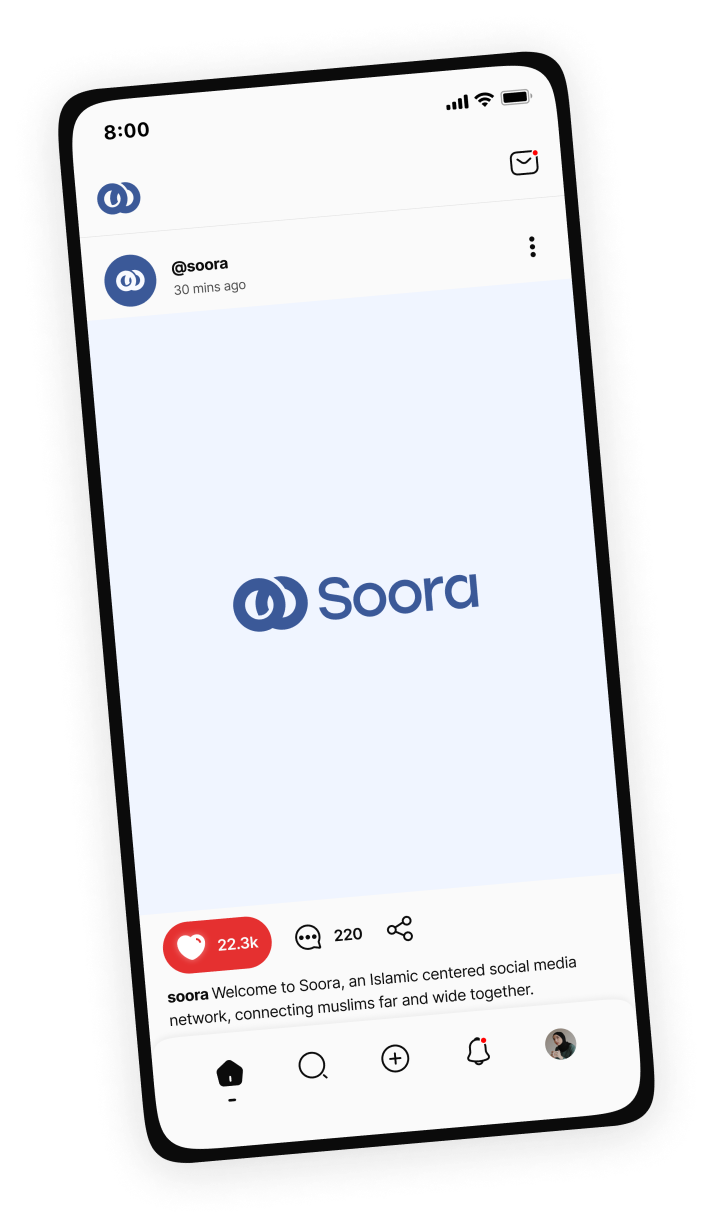 8:00
@soora
30 mins ago
Soora
22.3k
220
soora Welcome to Soora, an Islamic centered social media
network, connecting muslims far and wide together.